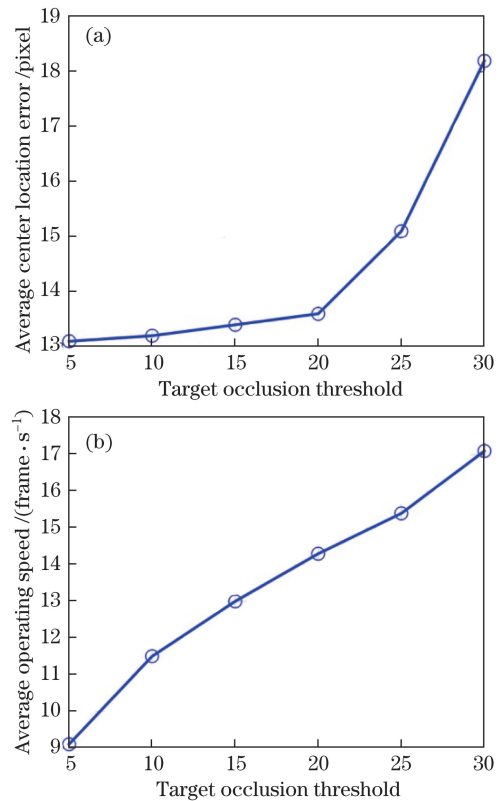 19
(a)
18
17
16
15
14
13
Average center location error /pixel
5 10 15 20 25 30
Target occlusion threshold
18
(b)
17
16
15
14
13
12
11
10
9
Average operating speed /(frame·s⁻¹)
5 10 15 20 25 30
Target occlusion threshold